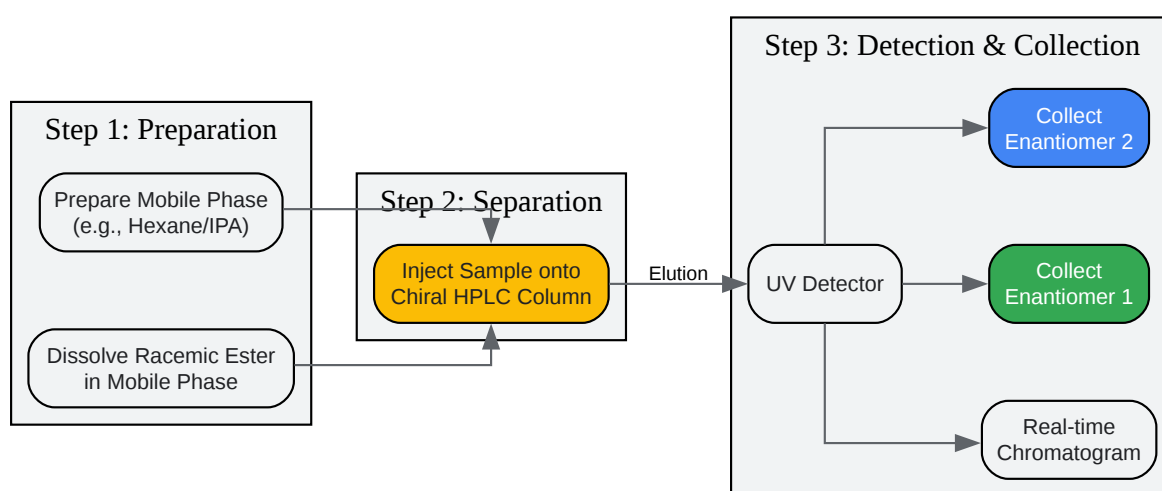 Step 1: Preparation
Prepare Mobile Phase
(e.g., Hexane/IPA)
Dissolve Racemic Ester
in Mobile Phase
Step 2: Separation
Inject Sample onto
Chiral HPLC Column
Elution
Step 3: Detection & Collection
UV Detector
Collect
Enantiomer 2
Collect
Enantiomer 1
Real-time
Chromatogram